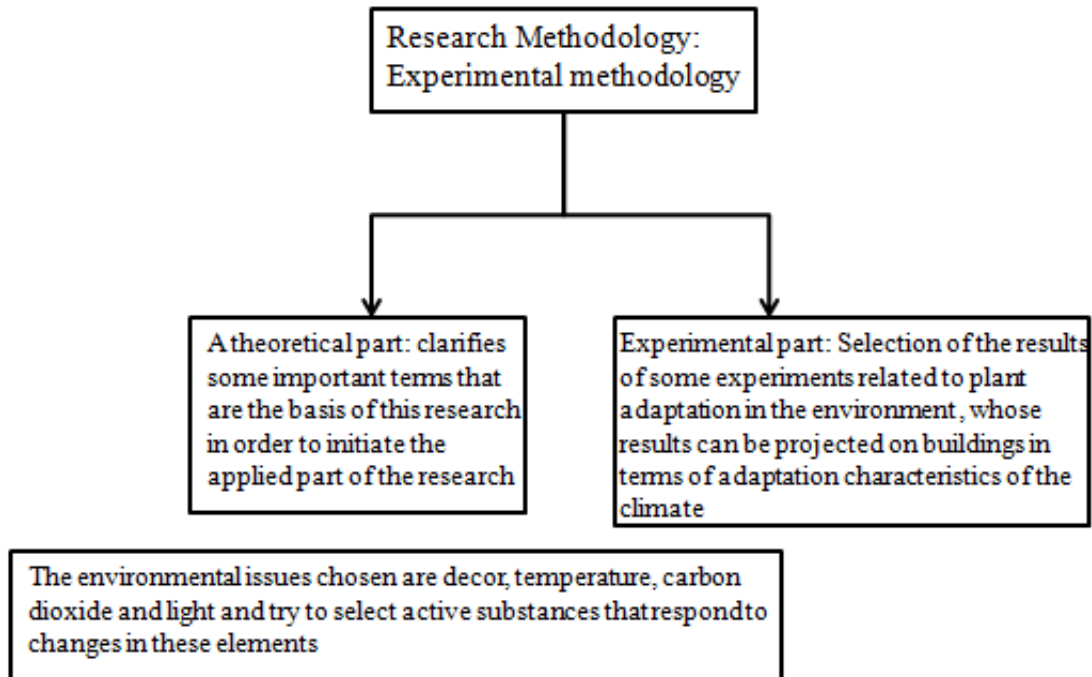 Research Methodology:
Experimental methodology
A theoretical part: clarifies
some important terms that
are the basis of this research
in order to initiate the
applied part of the research
Experimental part: Selection of the results
of some experiments related to plant
adaptation in the environment, whose
results can be projected on buildings in
terms of adaptation characteristics of the
climate
The environmental issues chosen are decor, temperature, carbon
dioxide and light and try to select active substances that respond to
changes in these elements